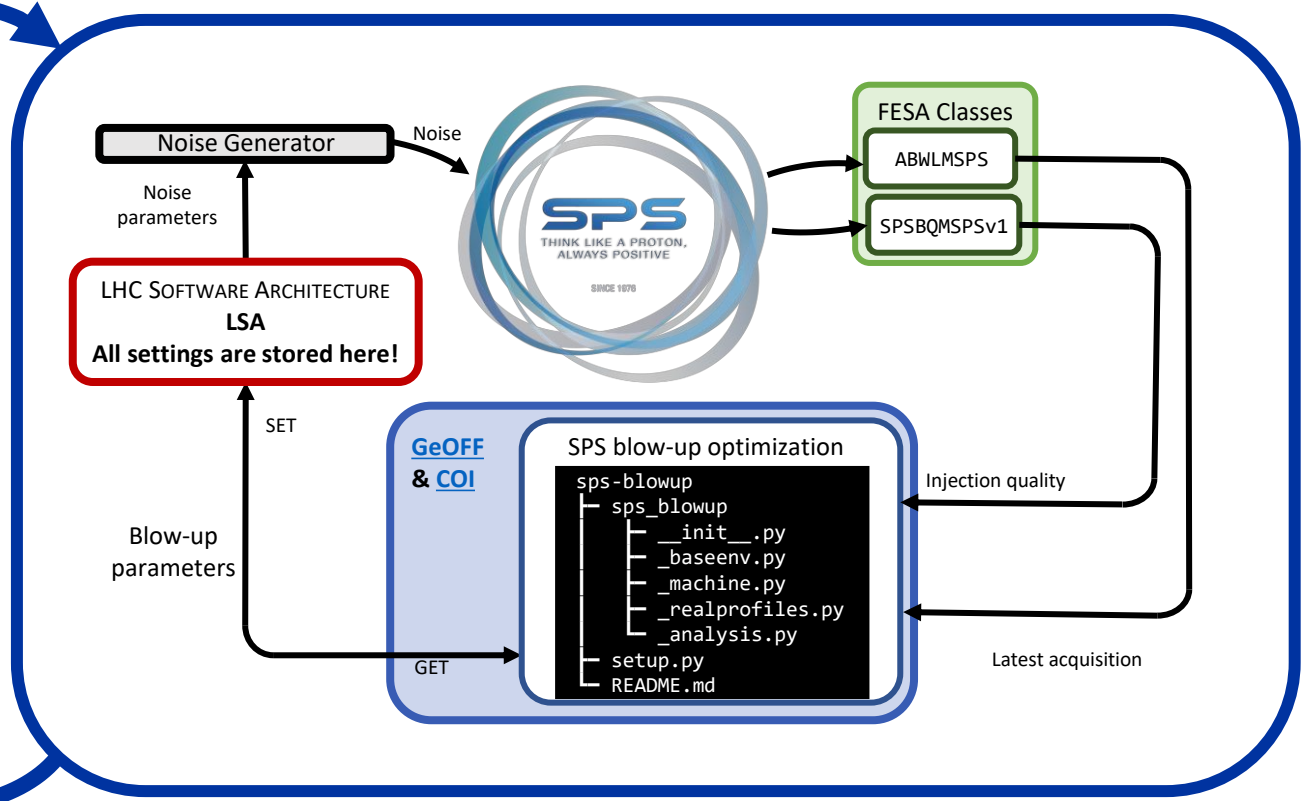 Noise Generator
Noise
Noise
parameters
LHC SOFTWARE ARCHITECTURE
LSA
All settings are stored here!
SPS
THINK LIKE A PROTON,
ALWAYS POSITIVE
SINCE 1976
FESA Classes
ABWLMSPS
SPSBQMSPSv1
SET
Blow-up
parameters
GET
GeOFF
& COI
SPS blow-up optimization
sps-blowup
├─ sps_blowup
│  ├─ __init__.py
│  ├─ _baseenv.py
│  ├─ _machine.py
│  ├─ _realprofiles.py
│  └─ _analysis.py
├─ setup.py
└─ README.md
Injection quality
Latest acquisition